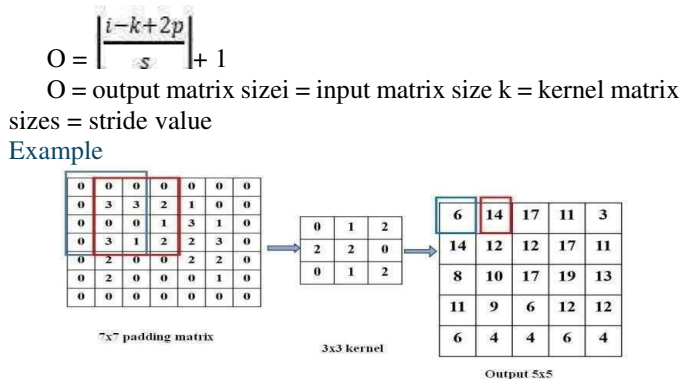 O = |i−k+2p / s| + 1
O = output matrix sizei = input matrix size k = kernel matrix
sizes = stride value
Example
0 0 0 0 0 0 0
0 3 3 2 1 0 0
0 0 0 1 3 1 0
0 3 1 2 2 3 0
0 2 0 0 2 2 0
0 2 0 0 0 1 0
0 0 0 0 0 0 0
7x7 padding matrix
0 1 2
2 2 0
0 1 2
3x3 kernel
6 14 17 11 3
14 12 12 17 11
8 10 17 19 13
11 9 6 12 12
6 4 4 6 4
Output 5x5